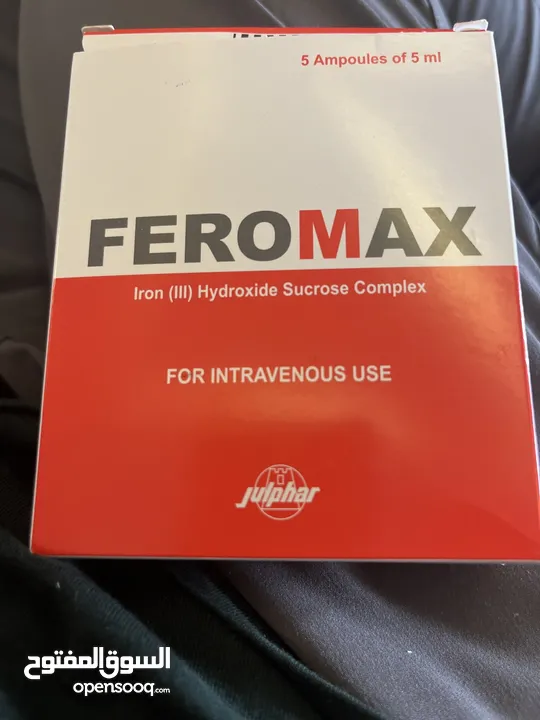 5 Ampoules of 5 ml
FEROMAX
Iron (III) Hydroxide Sucrose Complex
FOR INTRAVENOUS USE
julphar
السوق المفتوح
opensooq.com